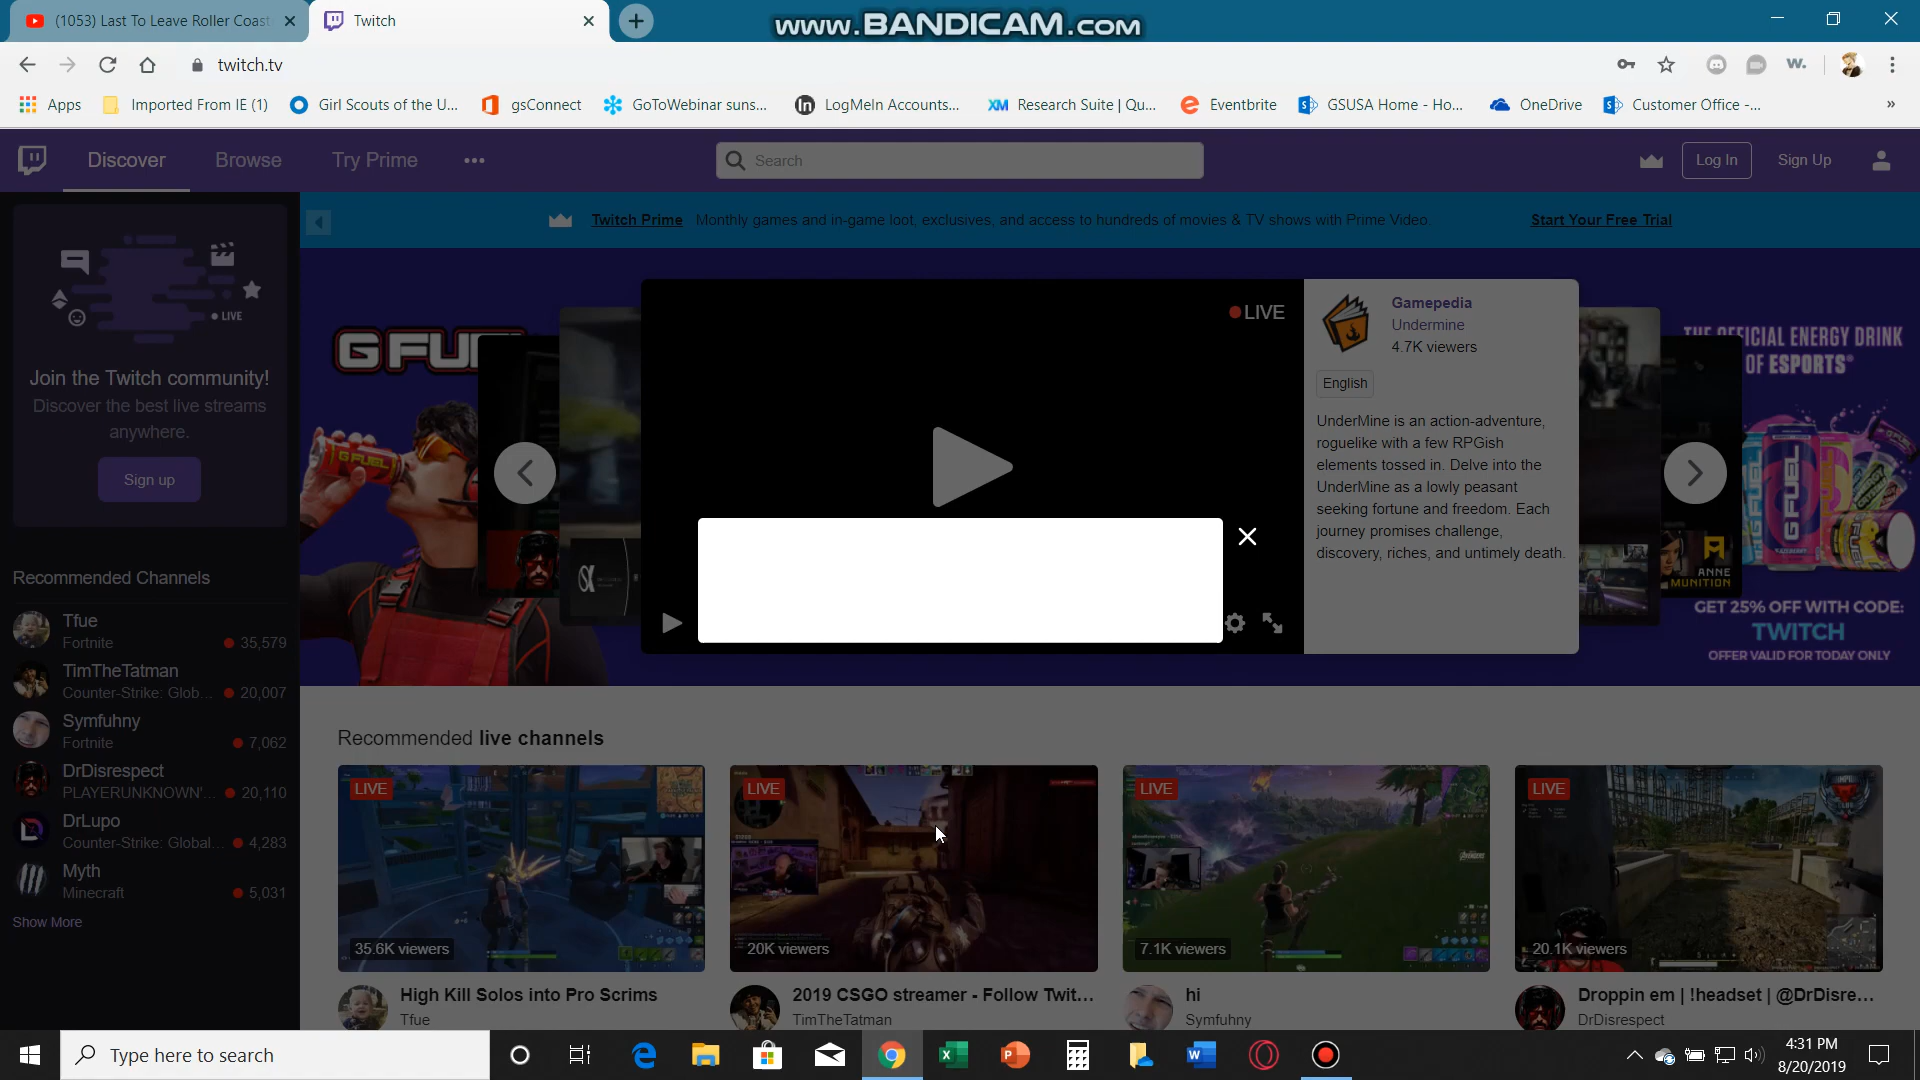 (1053) Last To Leave Roller Coast
Twitch
www.BANDICAM.com
twitch.tv
Apps
Imported From IE (1)
Girl Scouts of the U...
gsConnect
GoToWebinar suns...
LogMeIn Accounts...
Research Suite | Qu...
Eventbrite
GSUSA Home - Ho...
OneDrive
Customer Office -...
Discover
Browse
Try Prime
Search
Log In
Sign Up
Twitch Prime Monthly games and in-game loot, exclusives, and access to hundreds of movies & TV shows with Prime Video.
Start Your Free Trial
LIVE
Join the Twitch community!
Discover the best live streams
anywhere.
Sign up
Recommended Channels
Tfue
Fortnite 35,579
TimTheTatman
Counter-Strike: Glob... 20,007
Symfuhny
Fortnite 7,062
DrDisrespect
PLAYERUNKNOWN'... 20,110
DrLupo
Counter-Strike: Global... 4,283
Myth
Minecraft 5,031
Show More
G FU
G FUEL
LIVE
Gamepedia
Undermine
4.7K viewers
English
UnderMine is an action-adventure,
roguelike with a few RPGish
elements tossed in. Delve into the
UnderMine as a lowly peasant
seeking fortune and freedom. Each
journey promises challenge,
discovery, riches, and untimely death.
ANNE
MUNITION
THE OFFICIAL ENERGY DRINK
OF ESPORTS®
GFUEL
GET 25% OFF WITH CODE:
TWITCH
OFFER VALID FOR TODAY ONLY
Recommended live channels
LIVE
35.6K viewers
High Kill Solos into Pro Scrims
Tfue
LIVE
20K viewers
2019 CSGO streamer - Follow Twit...
TimTheTatman
LIVE
7.1K viewers
hi
Symfuhny
LIVE
20.1K viewers
Droppin em | !headset | @DrDisre...
DrDisrespect
Type here to search
4:31 PM
8/20/2019